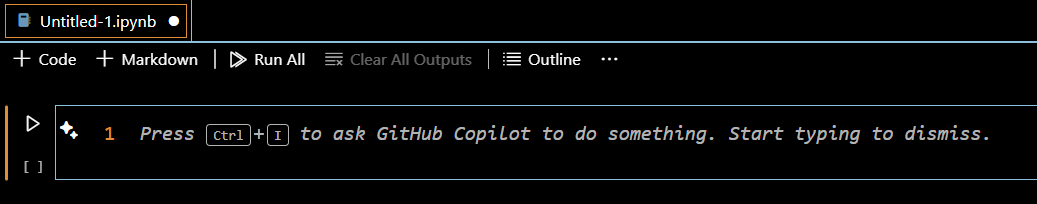 Untitled-1.ipynb
+ Code + Markdown | Run All Clear All Outputs | Outline ...
1 Press Ctrl+I to ask GitHub Copilot to do something. Start typing to dismiss.
[ ]